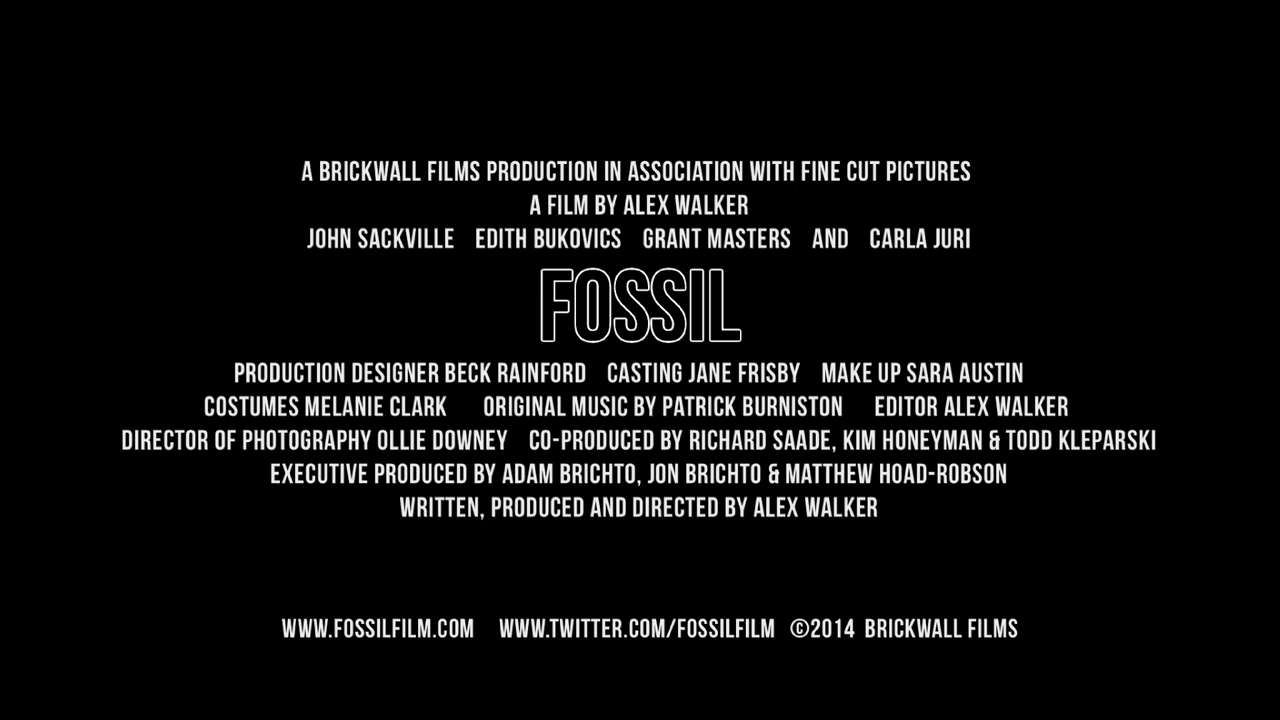 A BRICKWALL FILMS PRODUCTION IN ASSOCIATION WITH FINE CUT PICTURES
A FILM BY ALEX WALKER
JOHN SACKVILLE EDITH BUKOVICS GRANT MASTERS AND CARLA JURI
FOSSIL
PRODUCTION DESIGNER BECK RAINFORD CASTING JANE FRISBY MAKE UP SARA AUSTIN
COSTUMES MELANIE CLARK ORIGINAL MUSIC BY PATRICK BURNISTON EDITOR ALEX WALKER
DIRECTOR OF PHOTOGRAPHY OLLIE DOWNEY CO-PRODUCED BY RICHARD SAADE, KIM HONEYMAN & TODD KLEPARSKI
EXECUTIVE PRODUCED BY ADAM BRICHTO, JON BRICHTO & MATTHEW HOAD-ROBSON
WRITTEN, PRODUCED AND DIRECTED BY ALEX WALKER
WWW.FOSSILFILM.COM WWW.TWITTER.COM/FOSSILFILM ©2014 BRICKWALL FILMS